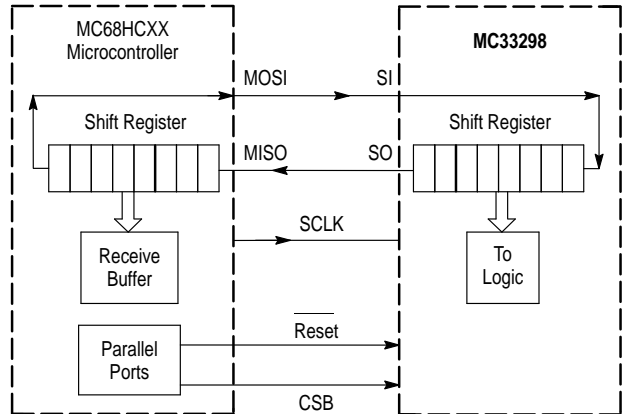 MC68HCXX
Microcontroller
MC33298
MOSI
SI
Shift Register
Shift Register
MISO
SO
SCLK
Receive
Buffer
To
Logic
Reset
Parallel
Ports
CSB